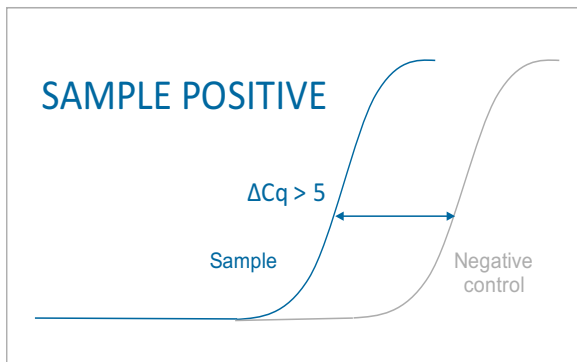 SAMPLE POSITIVE
ΔCq > 5
Sample
Negative
control